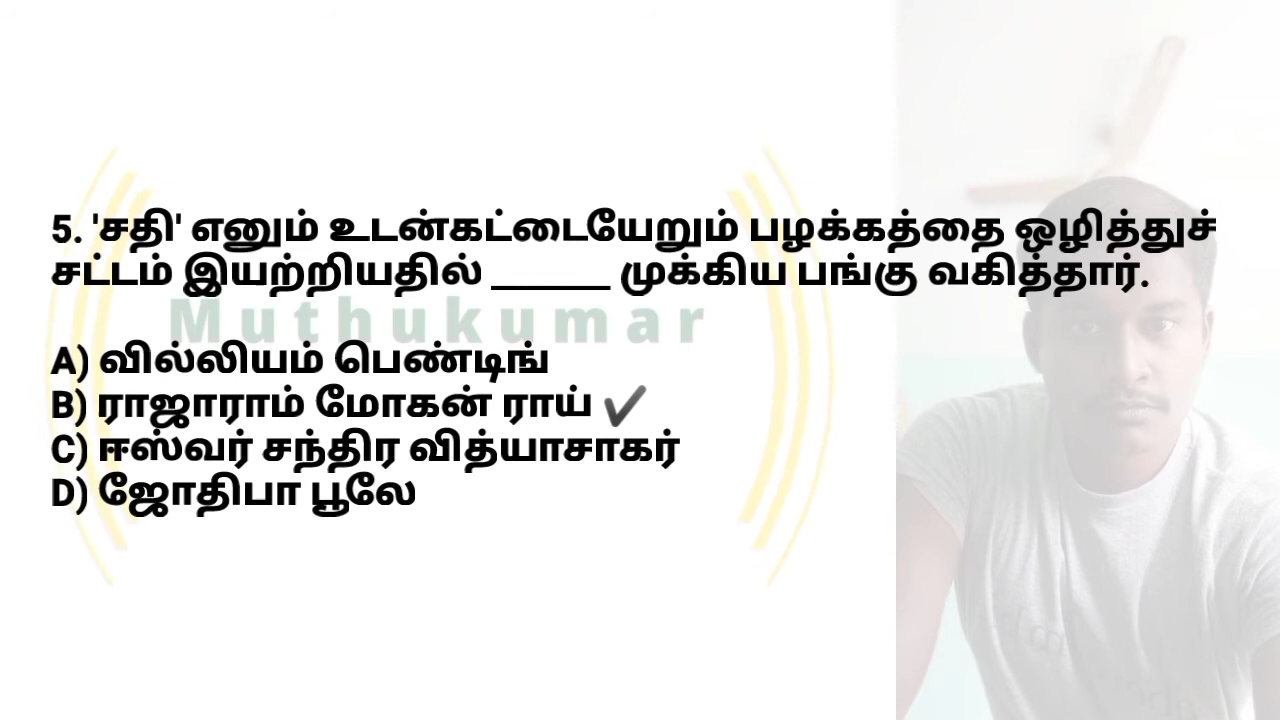 5. 'சதி' எனும் உடன்கட்டையேறும் பழக்கத்தை ஒழித்துச்
சட்டம் இயற்றியதில் ______ முக்கிய பங்கு வகித்தார்.
Muthukumar
A) வில்லியம் பெண்டிங்
B) ராஜாராம் மோகன் ராய் ✔
C) ஈஸ்வர் சந்திர வித்யாசாகர்
D) ஜோதிபா பூலே